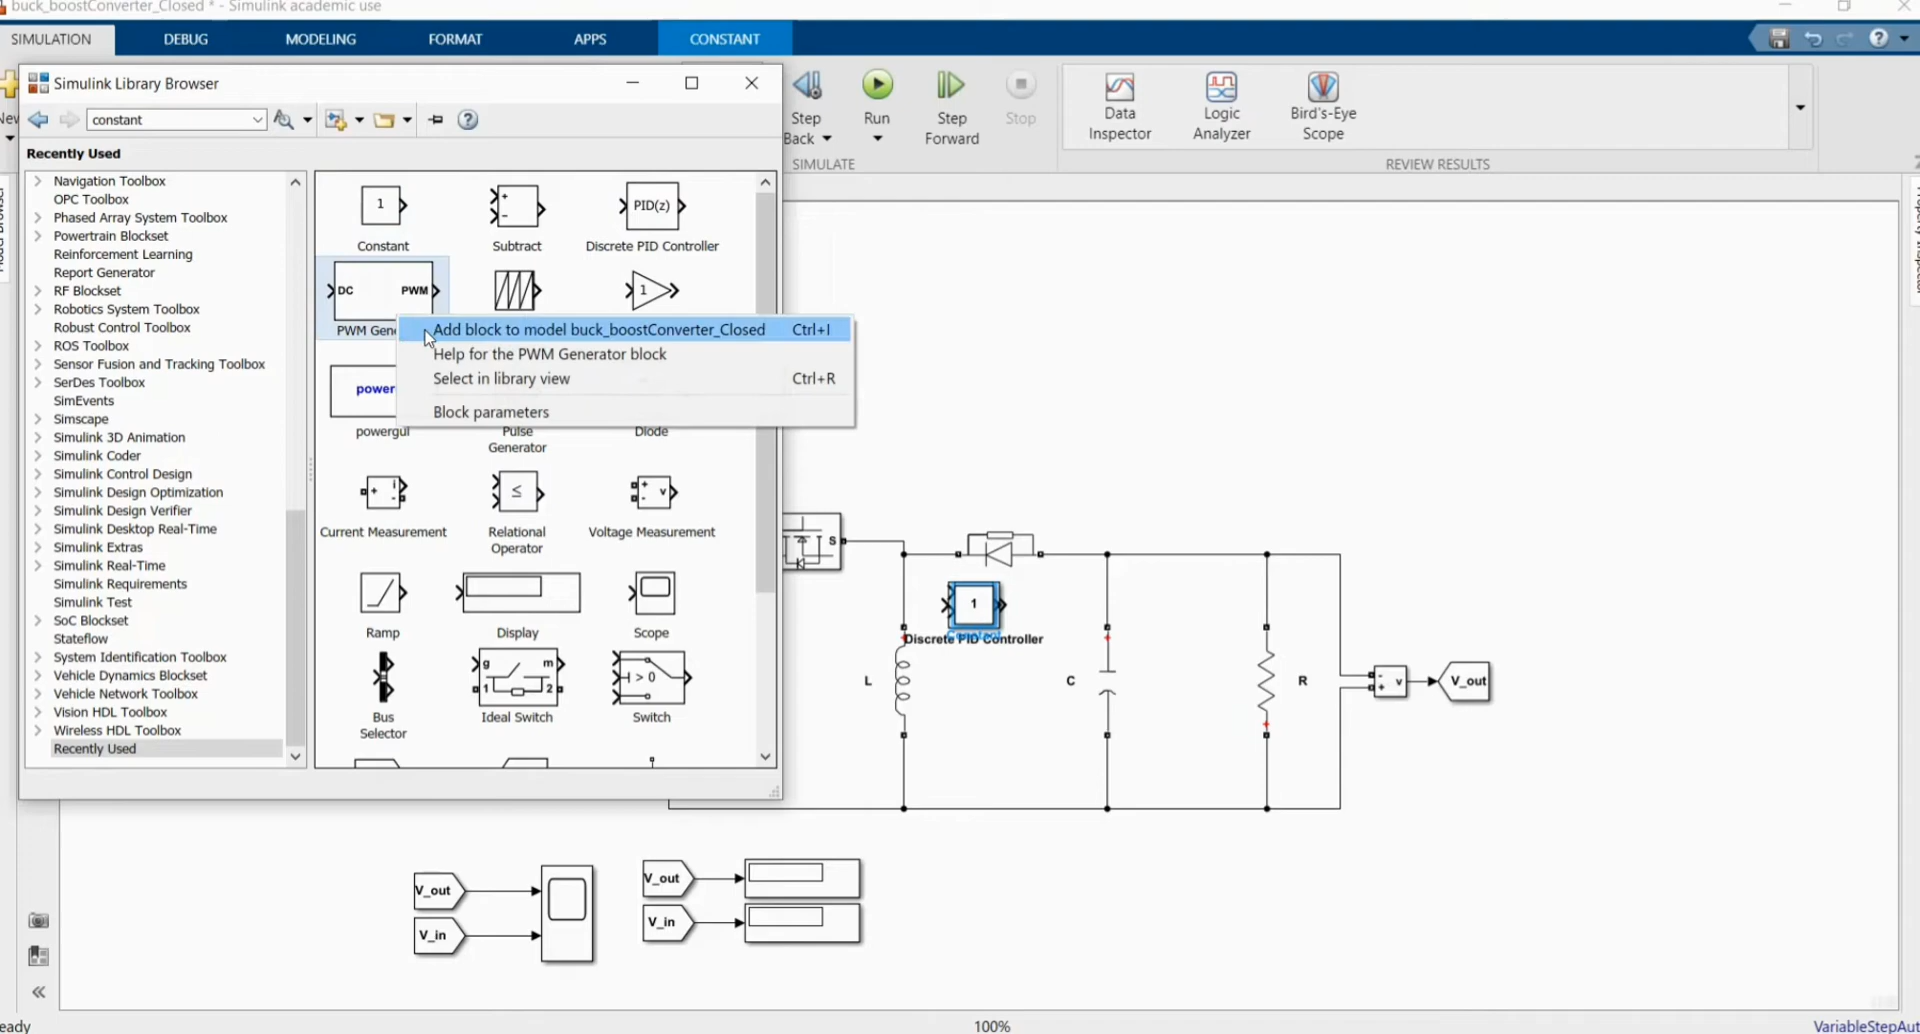 buck_boostConverter_Closed * - Simulink academic use
SIMULATION
DEBUG
MODELING
FORMAT
APPS
CONSTANT
Simulink Library Browser
constant
Recently Used
Navigation Toolbox
OPC Toolbox
Phased Array System Toolbox
Powertrain Blockset
Reinforcement Learning
Report Generator
RF Blockset
Robotics System Toolbox
Robust Control Toolbox
ROS Toolbox
Sensor Fusion and Tracking Toolbox
SerDes Toolbox
SimEvents
Simscape
Simulink 3D Animation
Simulink Coder
Simulink Control Design
Simulink Design Optimization
Simulink Design Verifier
Simulink Desktop Real-Time
Simulink Extras
Simulink Real-Time
Simulink Requirements
Simulink Test
SoC Blockset
Stateflow
System Identification Toolbox
Vehicle Dynamics Blockset
Vehicle Network Toolbox
Vision HDL Toolbox
Wireless HDL Toolbox
Recently Used
1
PID(z)
Constant
Subtract
Discrete PID Controller
DC PWM
1
PWM Gen
Add block to model buck_boostConverter_Closed Ctrl+I
Help for the PWM Generator block
Select in library view Ctrl+R
Block parameters
power
powergui
Pulse
Generator
Diode
Current Measurement
Relational
Operator
Voltage Measurement
Ramp
Display
Scope
g m
1 2
> 0
Bus
Selector
Ideal Switch
Switch
Step
Back
Run
Step
Forward
Stop
SIMULATE
Data
Inspector
Logic
Analyzer
Bird's-Eye
Scope
REVIEW RESULTS
S
1
Discrete PID Controller
L
C
R
v
V_out
V_out
V_in
V_out
V_in
100%
VariableStepAut